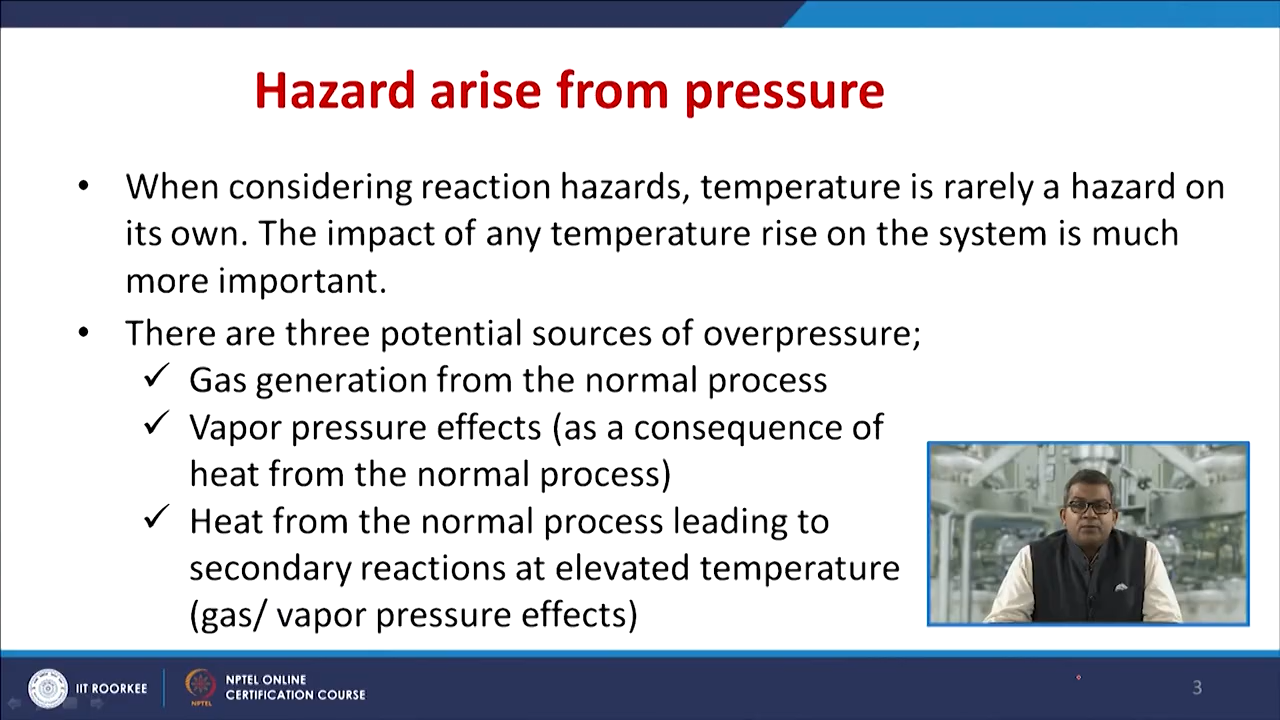 Hazard arise from pressure
• When considering reaction hazards, temperature is rarely a hazard on
its own. The impact of any temperature rise on the system is much
more important.
• There are three potential sources of overpressure;
✓ Gas generation from the normal process
✓ Vapor pressure effects (as a consequence of
heat from the normal process)
✓ Heat from the normal process leading to
secondary reactions at elevated temperature
(gas/ vapor pressure effects)
IIT ROORKEE
NPTEL
NPTEL ONLINE
CERTIFICATION COURSE
3